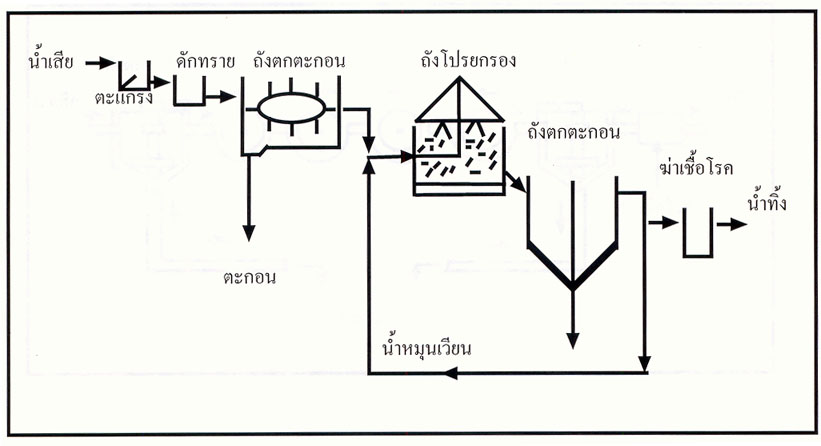 น้ำเสีย
ตะแกรง
ดักทราย
ถังตกตะกอน
ตะกอน
ถังโปรยกรอง
ถังตกตะกอน
ฆ่าเชื้อโรค
น้ำทิ้ง
น้ำหมุนเวียน